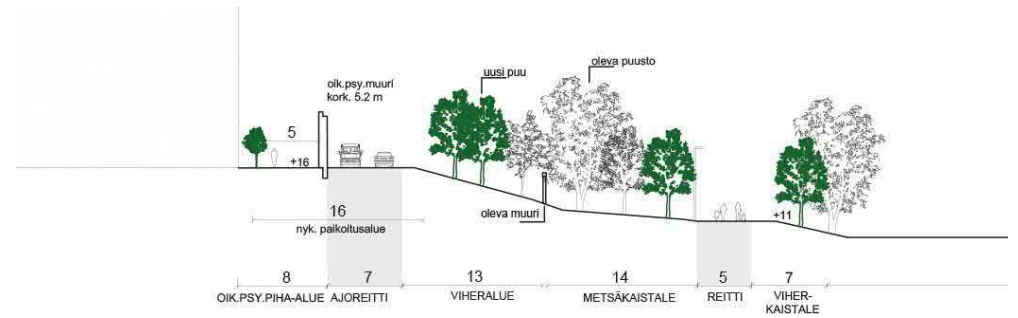 oleva puusto
uusi puu
oik.psy.muuri
kork. 5.2 m
5
+16
16
nyk. paikoitusalue
oleva muuri
+11
8
7
13
14
5
7
OIK.PSY.PIHA-ALUE
AJOREITTI
VIHERALUE
METSÄKAISTALE
REITTI
VIHER-
KAISTALE